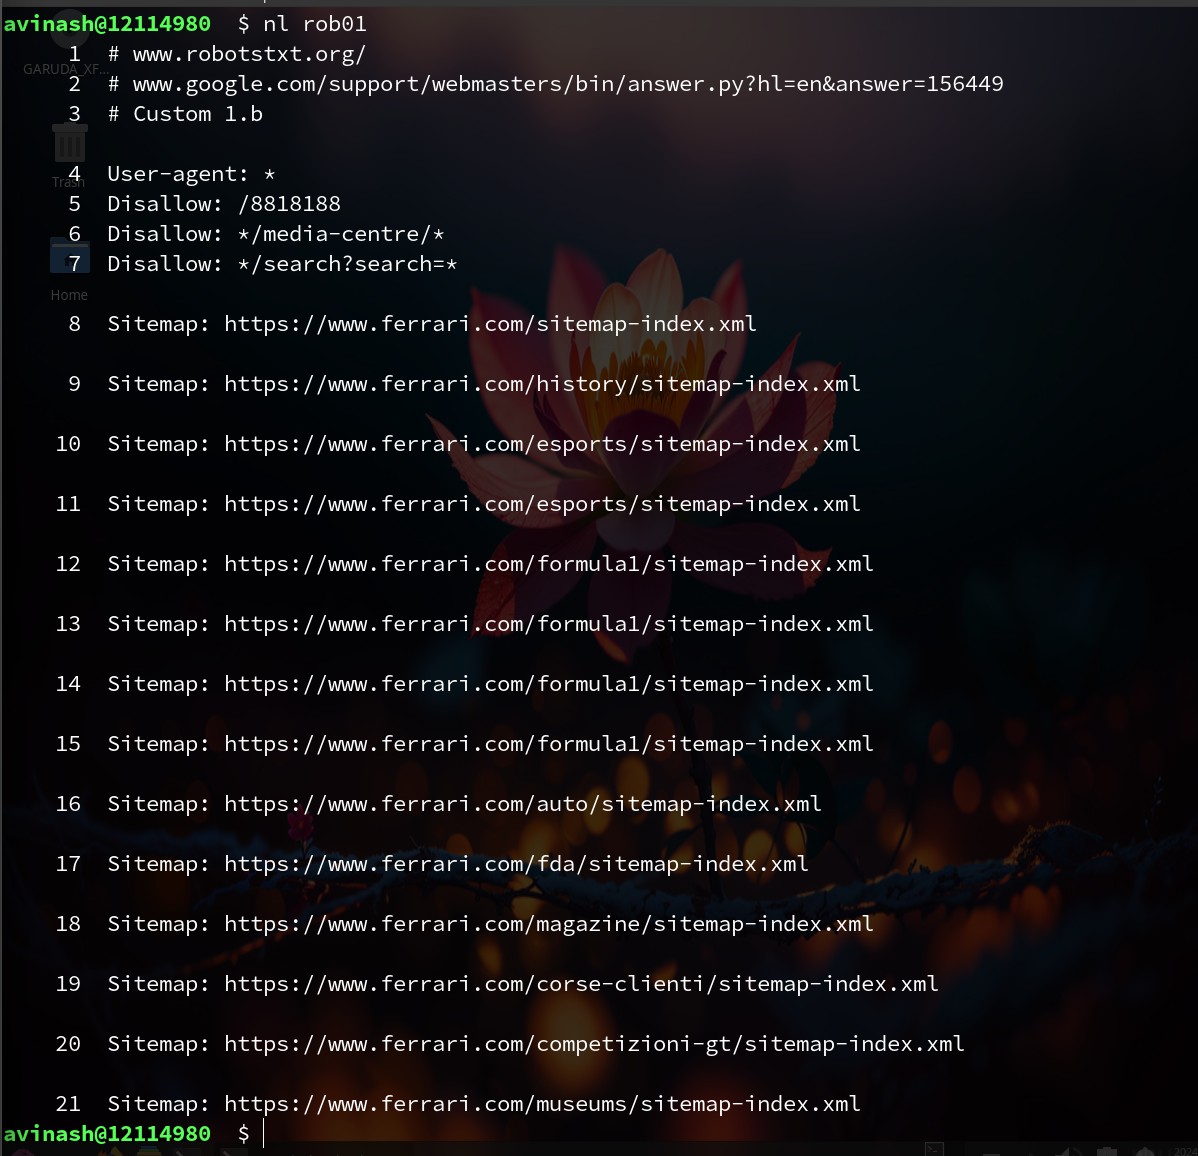 avinash@12114980  $ nl rob01
     1  # www.robotstxt.org/
GARUDA_XF...
     2  # www.google.com/support/webmasters/bin/answer.py?hl=en&answer=156449
     3  # Custom 1.b
     4  User-agent: *
Trash
     5  Disallow: /8818188
     6  Disallow: */media-centre/*
     7  Disallow: */search?search=*
Home
     8  Sitemap: https://www.ferrari.com/sitemap-index.xml
     9  Sitemap: https://www.ferrari.com/history/sitemap-index.xml
    10  Sitemap: https://www.ferrari.com/esports/sitemap-index.xml
    11  Sitemap: https://www.ferrari.com/esports/sitemap-index.xml
    12  Sitemap: https://www.ferrari.com/formula1/sitemap-index.xml
    13  Sitemap: https://www.ferrari.com/formula1/sitemap-index.xml
    14  Sitemap: https://www.ferrari.com/formula1/sitemap-index.xml
    15  Sitemap: https://www.ferrari.com/formula1/sitemap-index.xml
    16  Sitemap: https://www.ferrari.com/auto/sitemap-index.xml
    17  Sitemap: https://www.ferrari.com/fda/sitemap-index.xml
    18  Sitemap: https://www.ferrari.com/magazine/sitemap-index.xml
    19  Sitemap: https://www.ferrari.com/corse-clienti/sitemap-index.xml
    20  Sitemap: https://www.ferrari.com/competizioni-gt/sitemap-index.xml
    21  Sitemap: https://www.ferrari.com/museums/sitemap-index.xml
avinash@12114980  $